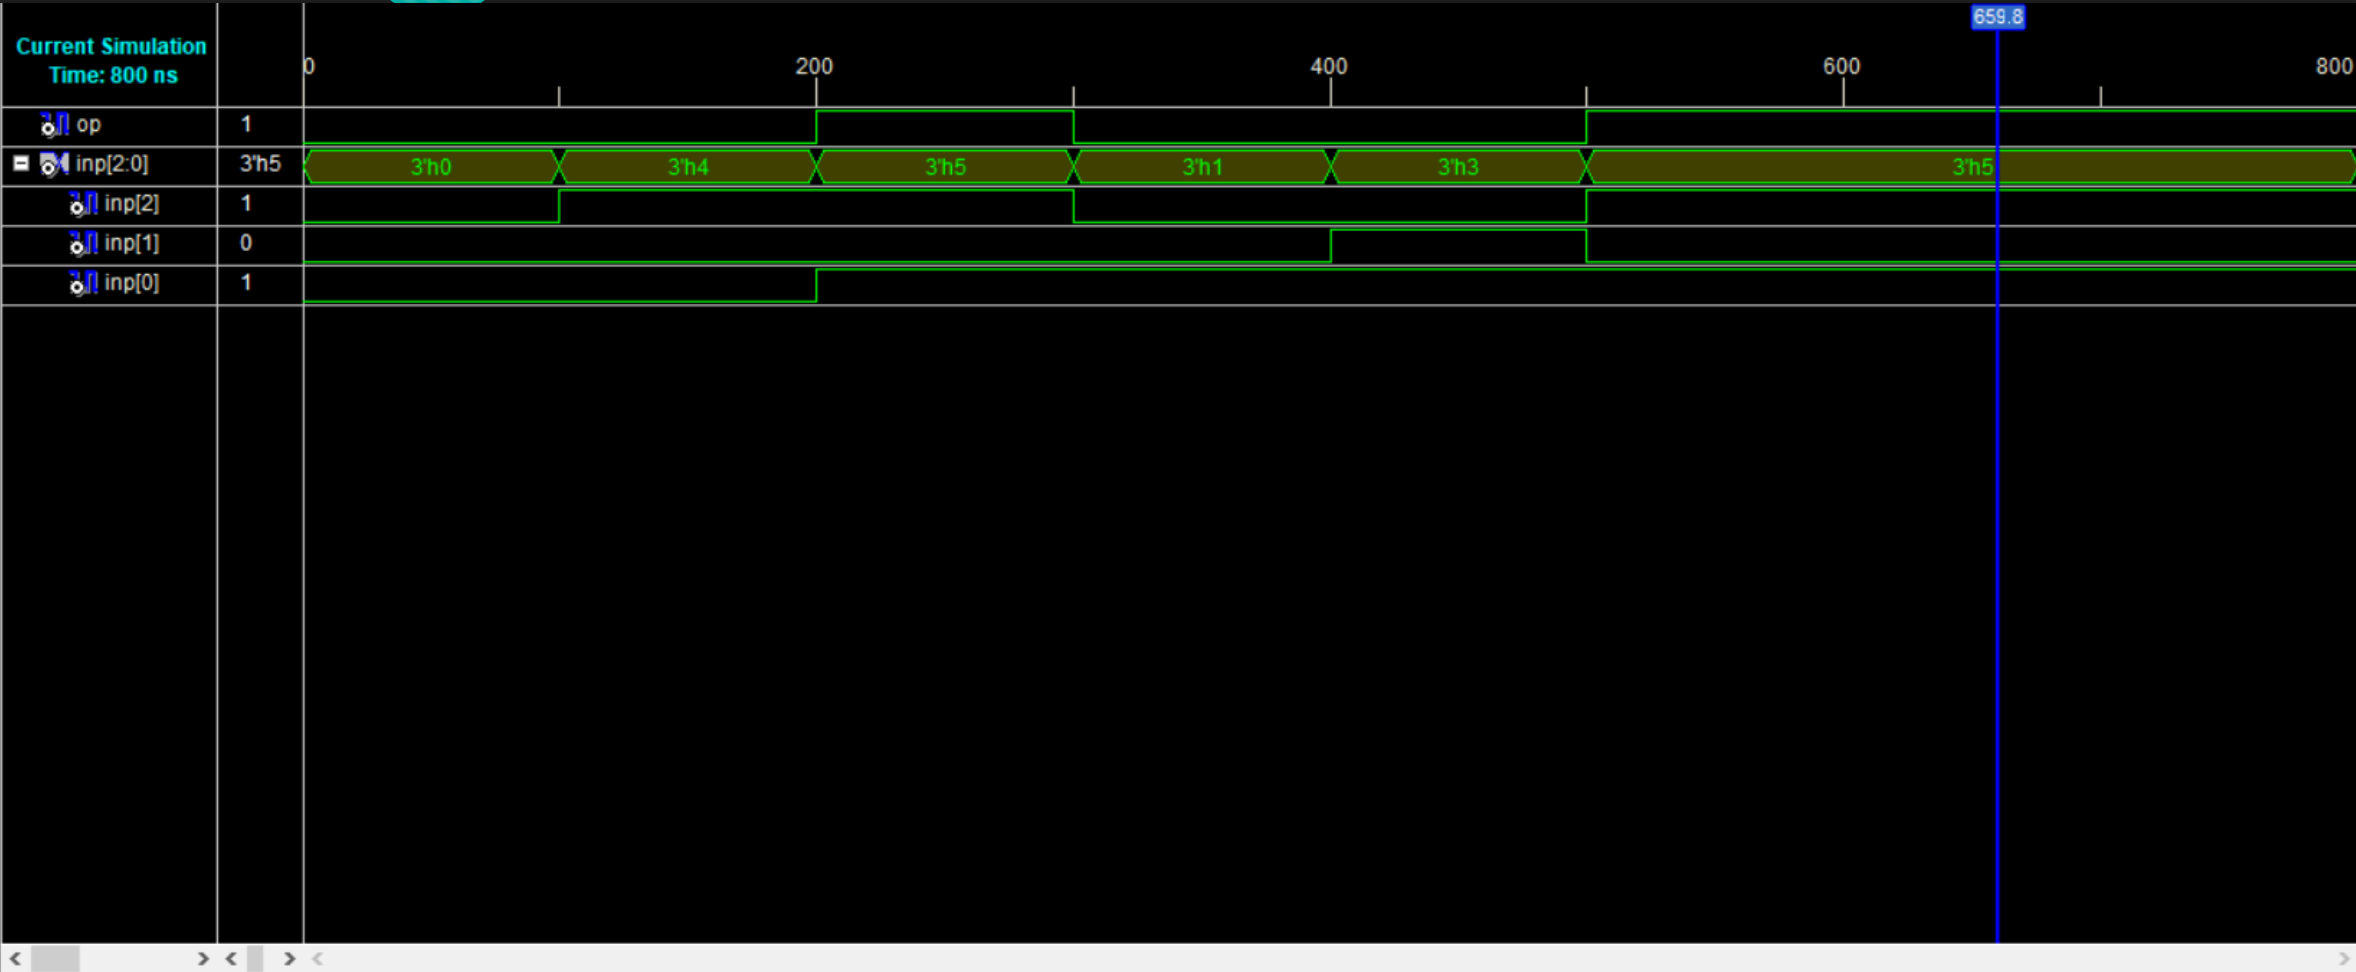 659.8
Current Simulation
Time: 800 ns
0 200 400 600 800
op 1
inp[2:0] 3'h5 3'h0 3'h4 3'h5 3'h1 3'h3 3'h5
inp[2] 1
inp[1] 0
inp[0] 1